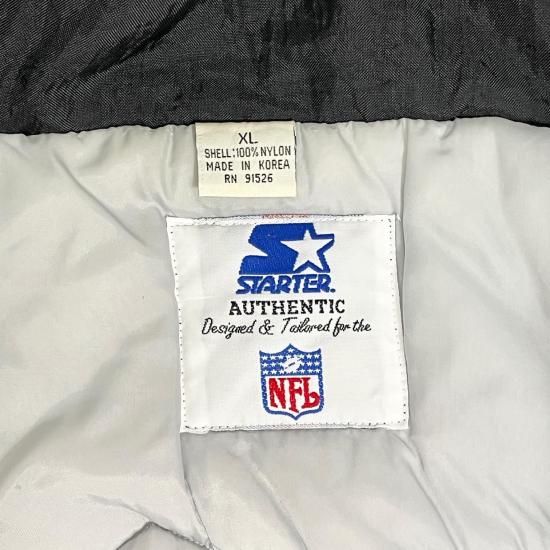 XL
SHELL:100% NYLON
MADE IN KOREA
RN 91526
STARTER.
AUTHENTIC
Designed & Tailored for the
NFL